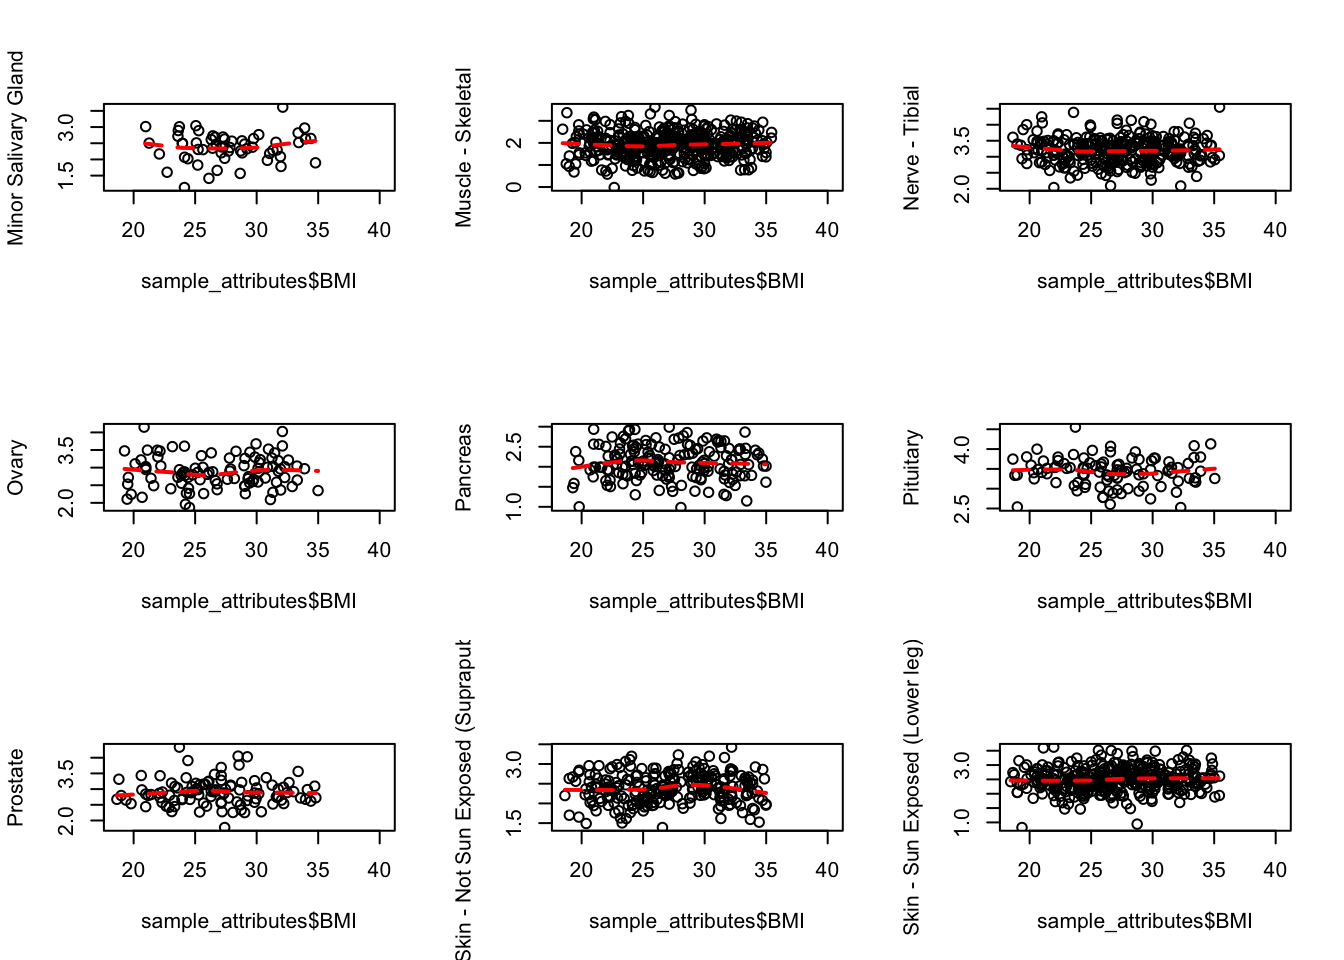 Minor Salivary Gland
1.5 3.0
20 25 30 35 40
sample_attributes$BMI
Muscle - Skeletal
0 2
20 25 30 35 40
sample_attributes$BMI
Nerve - Tibial
2.0 3.5
20 25 30 35 40
sample_attributes$BMI
Ovary
2.0 3.5
20 25 30 35 40
sample_attributes$BMI
Pancreas
1.0 2.5
20 25 30 35 40
sample_attributes$BMI
Pituitary
2.5 4.0
20 25 30 35 40
sample_attributes$BMI
Prostate
2.0 3.5
20 25 30 35 40
sample_attributes$BMI
Skin - Not Sun Exposed (Suprapub
1.5 3.0
20 25 30 35 40
sample_attributes$BMI
Skin - Sun Exposed (Lower leg)
1.0 3.0
20 25 30 35 40
sample_attributes$BMI